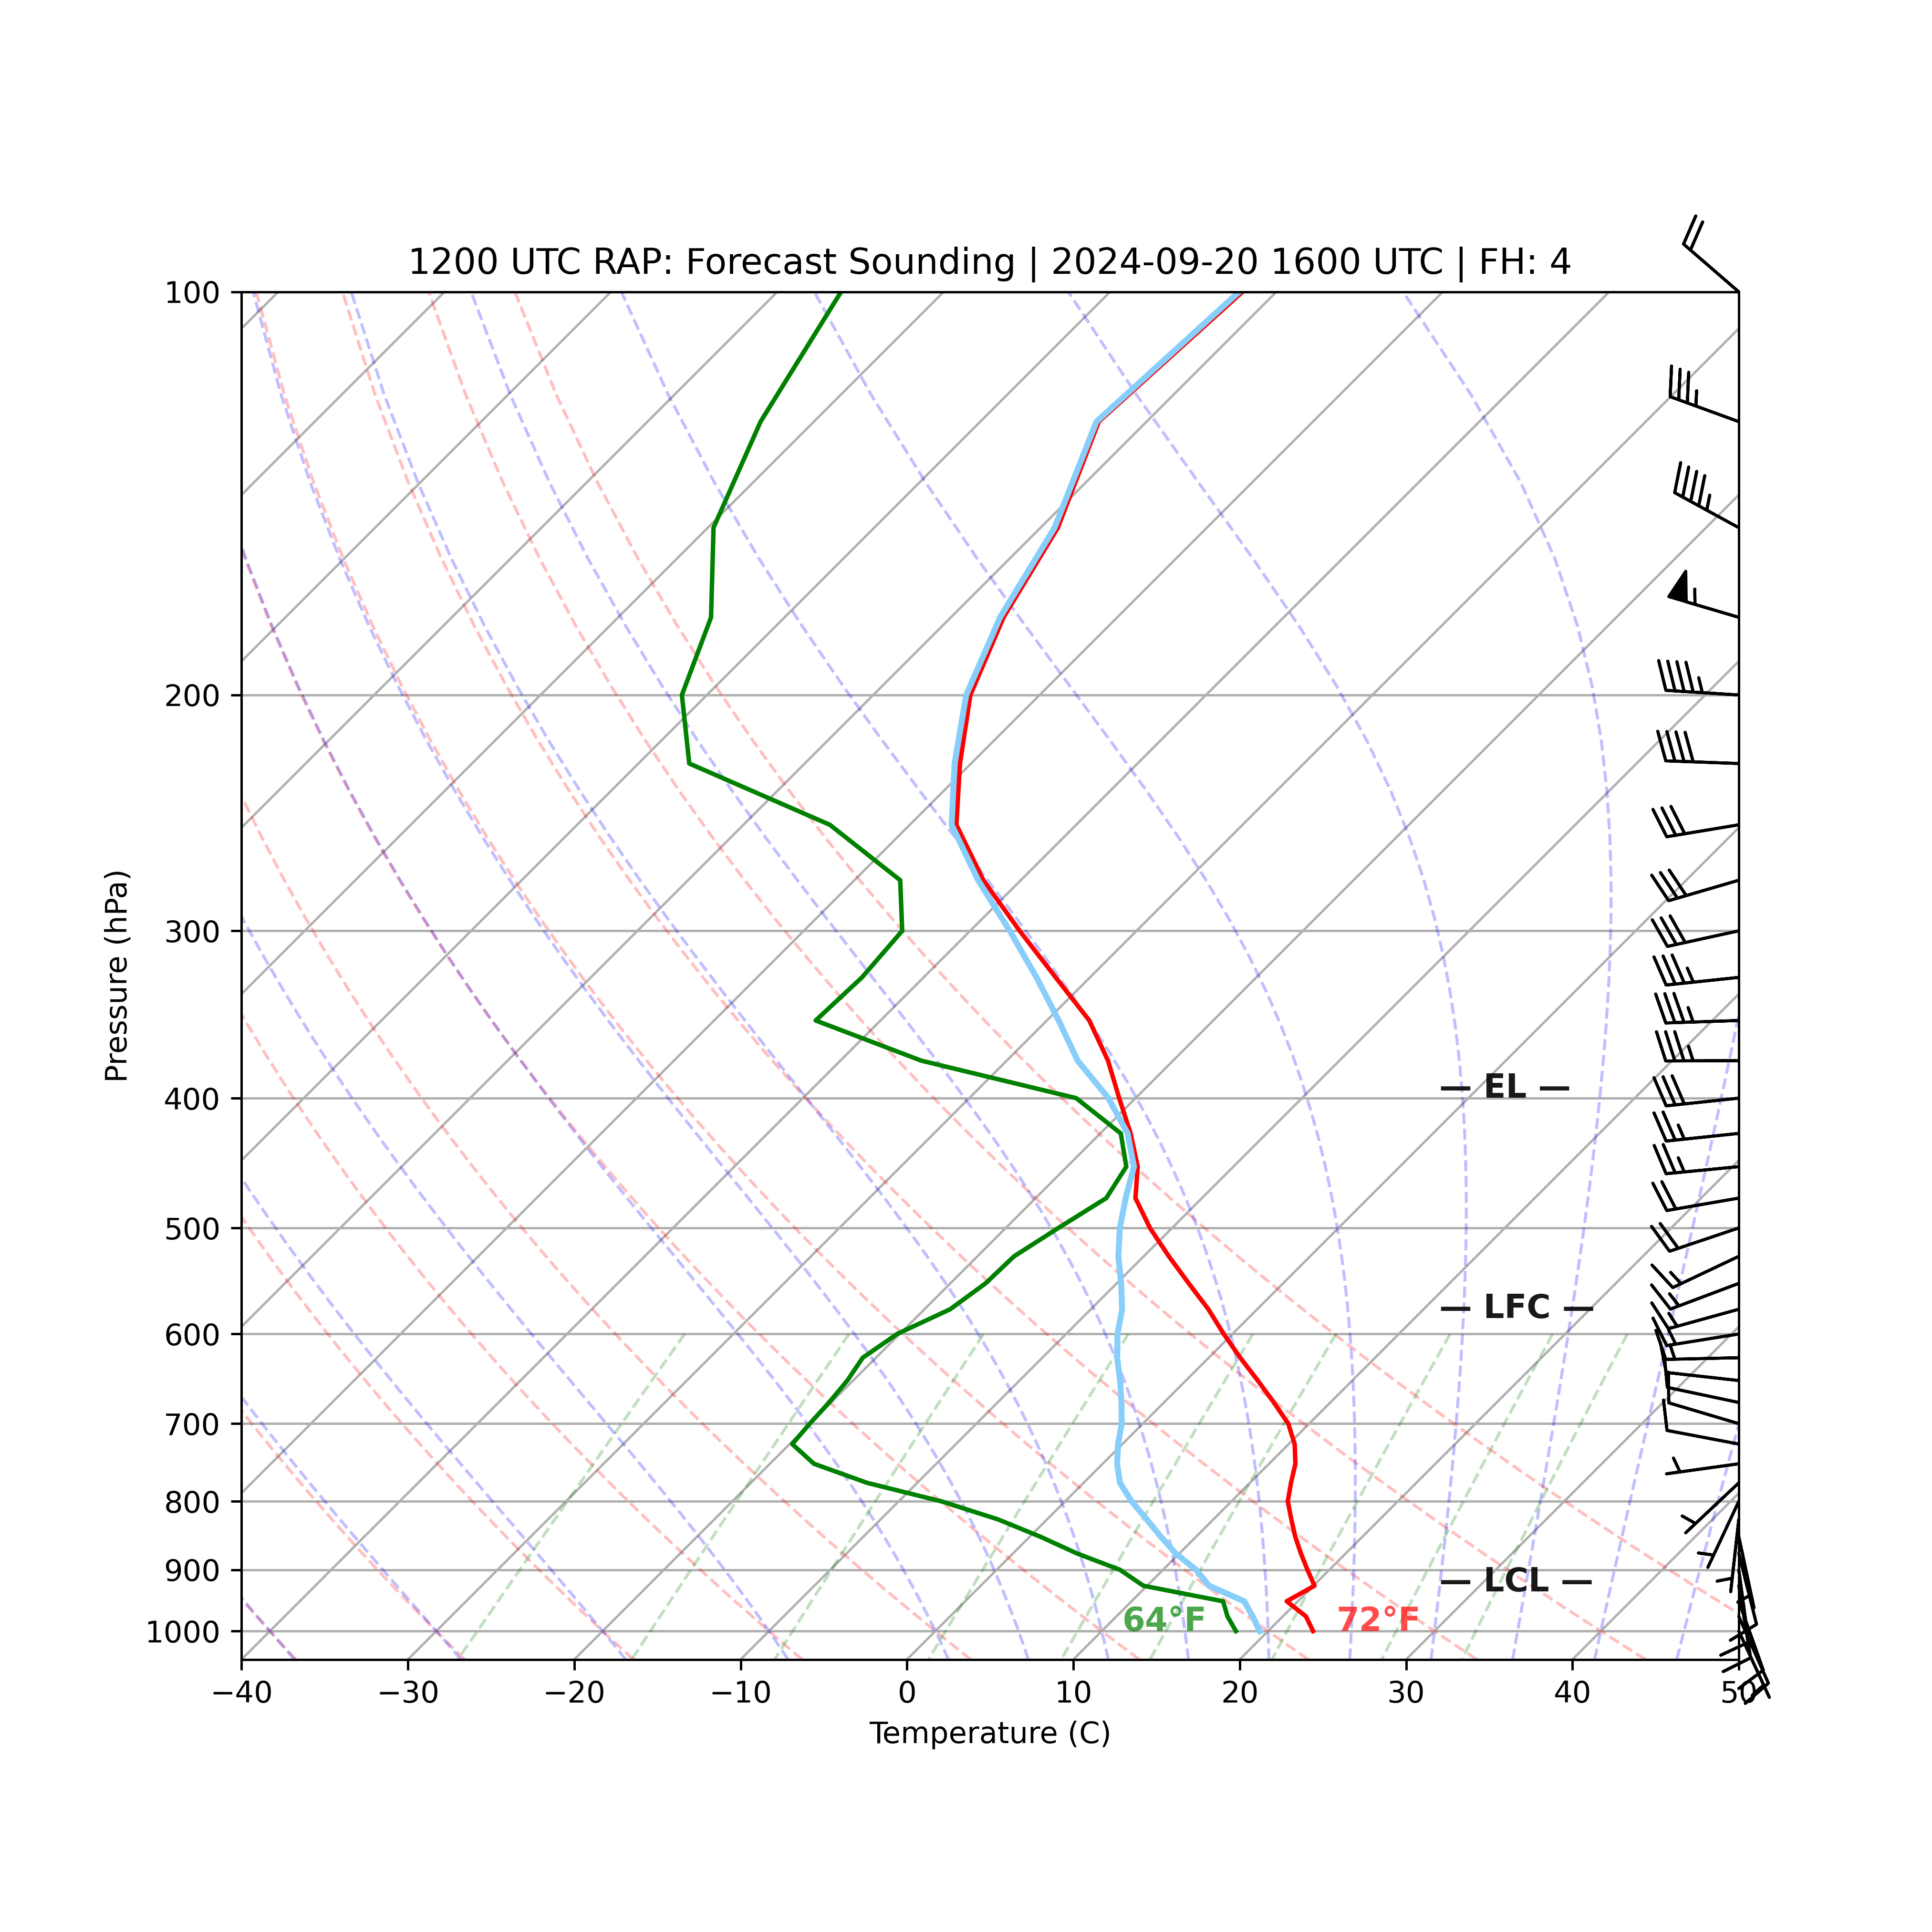 1200 UTC RAP: Forecast Sounding | 2024-09-20 1600 UTC | FH: 4
100
200
300
400
500
600
700
800
900
1000
Pressure (hPa)
— EL —
— LFC —
— LCL —
64°F
72°F
−40 −30 −20 −10 0 10 20 30 40 50
Temperature (C)